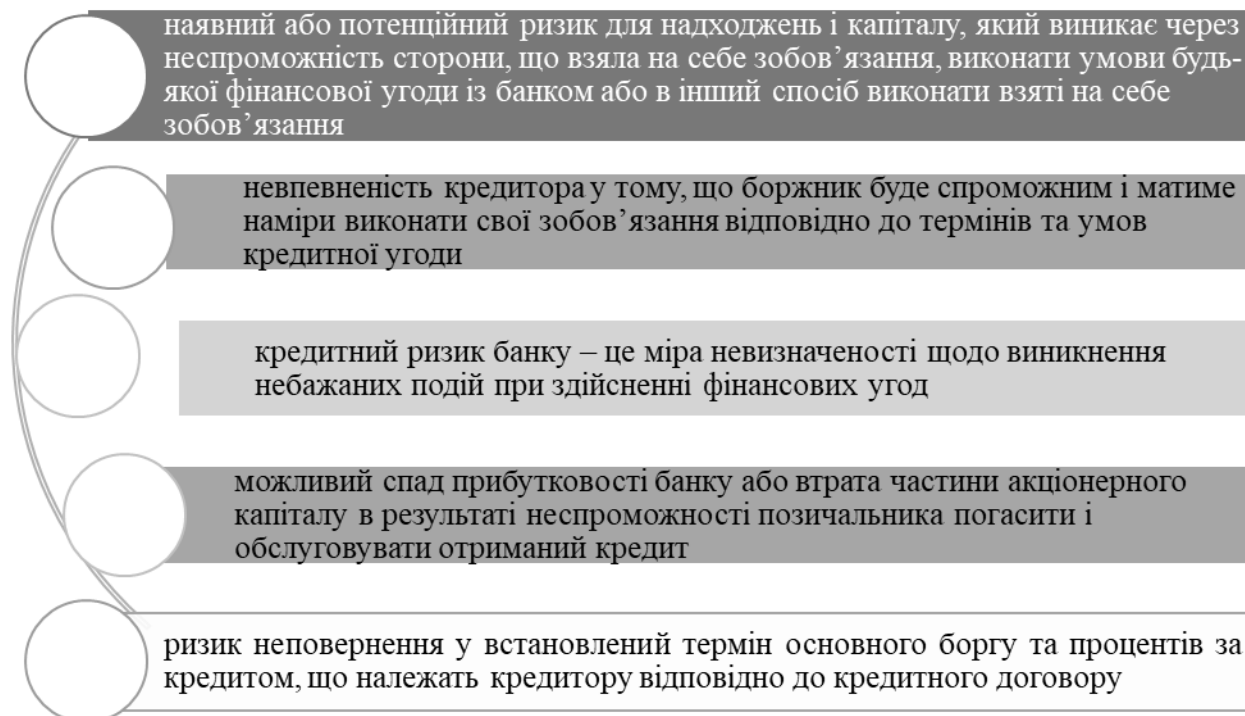 наявний або потенційний ризик для надходжень і капіталу, який виникає через
неспроможність сторони, що взяла на себе зобов’язання, виконати умови будь-
якої фінансової угоди із банком або в інший спосіб виконати взяті на себе
зобов’язання
невпевненість кредитора у тому, що боржник буде спроможним і матиме
наміри виконати свої зобов’язання відповідно до термінів та умов
кредитної угоди
кредитний ризик банку – це міра невизначеності щодо виникнення
небажаних подій при здійсненні фінансових угод
можливий спад прибутковості банку або втрата частини акціонерного
капіталу в результаті неспроможності позичальника погасити і
обслуговувати отриманий кредит
ризик неповернення у встановлений термін основного боргу та процентів за
кредитом, що належать кредитору відповідно до кредитного договору